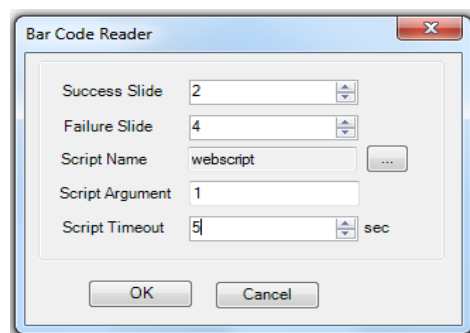 Bar Code Reader
Success Slide 2
Failure Slide 4
Script Name webscript ...
Script Argument 1
Script Timeout 5 sec
OK Cancel